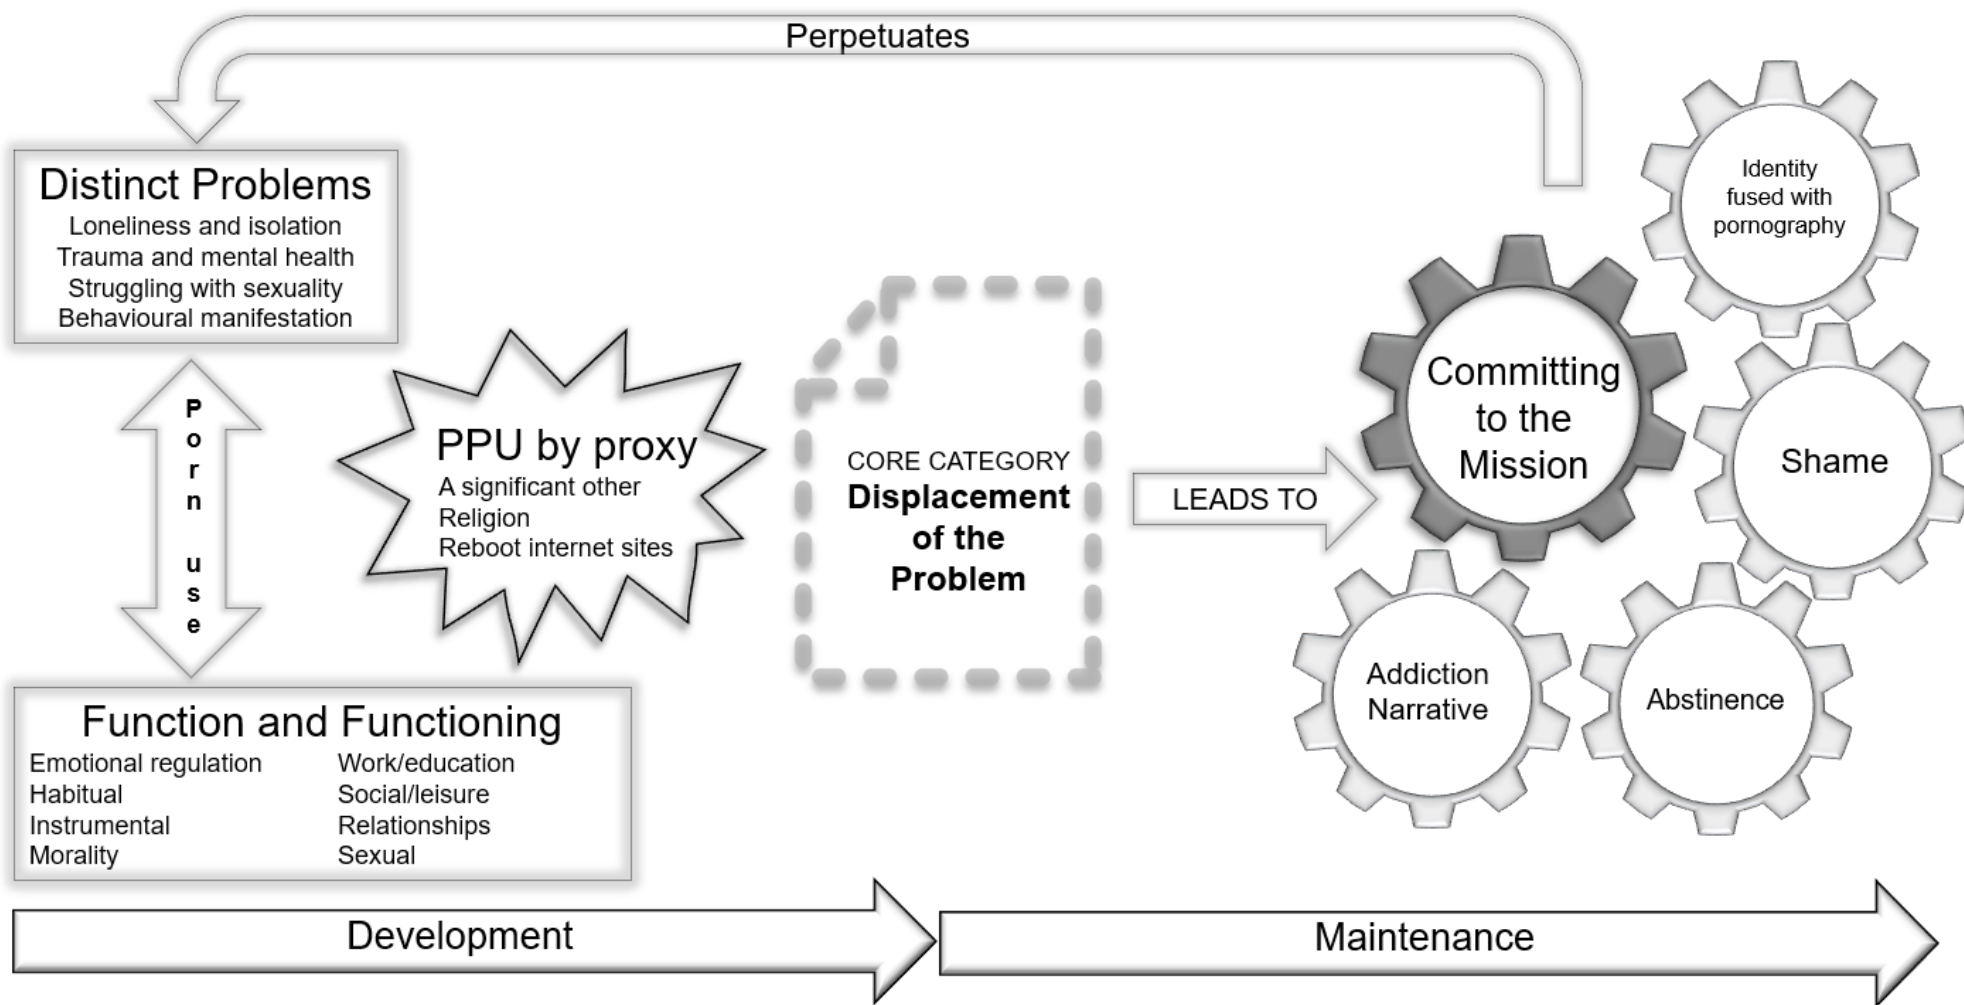 Perpetuates
Distinct Problems
Loneliness and isolation
Trauma and mental health
Struggling with sexuality
Behavioural manifestation
Porn use
Function and Functioning
Emotional regulation
Habitual
Instrumental
Morality
Work/education
Social/leisure
Relationships
Sexual
PPU by proxy
A significant other
Religion
Reboot internet sites
CORE CATEGORY
Displacement
of the
Problem
LEADS TO
Committing
to the
Mission
Identity
fused with
pornography
Shame
Addiction
Narrative
Abstinence
Development
Maintenance